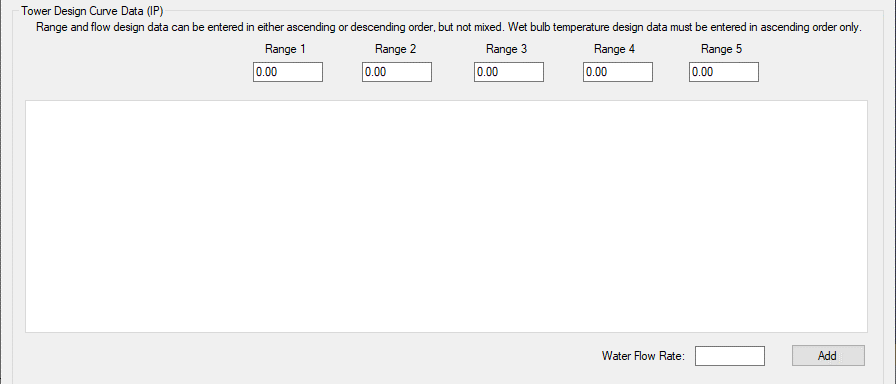 Tower Design Curve Data (IP)
Range and flow design data can be entered in either ascending or descending order, but not mixed. Wet bulb temperature design data must be entered in ascending order only.
Range 1 Range 2 Range 3 Range 4 Range 5
0.00 0.00 0.00 0.00 0.00
Water Flow Rate: Add